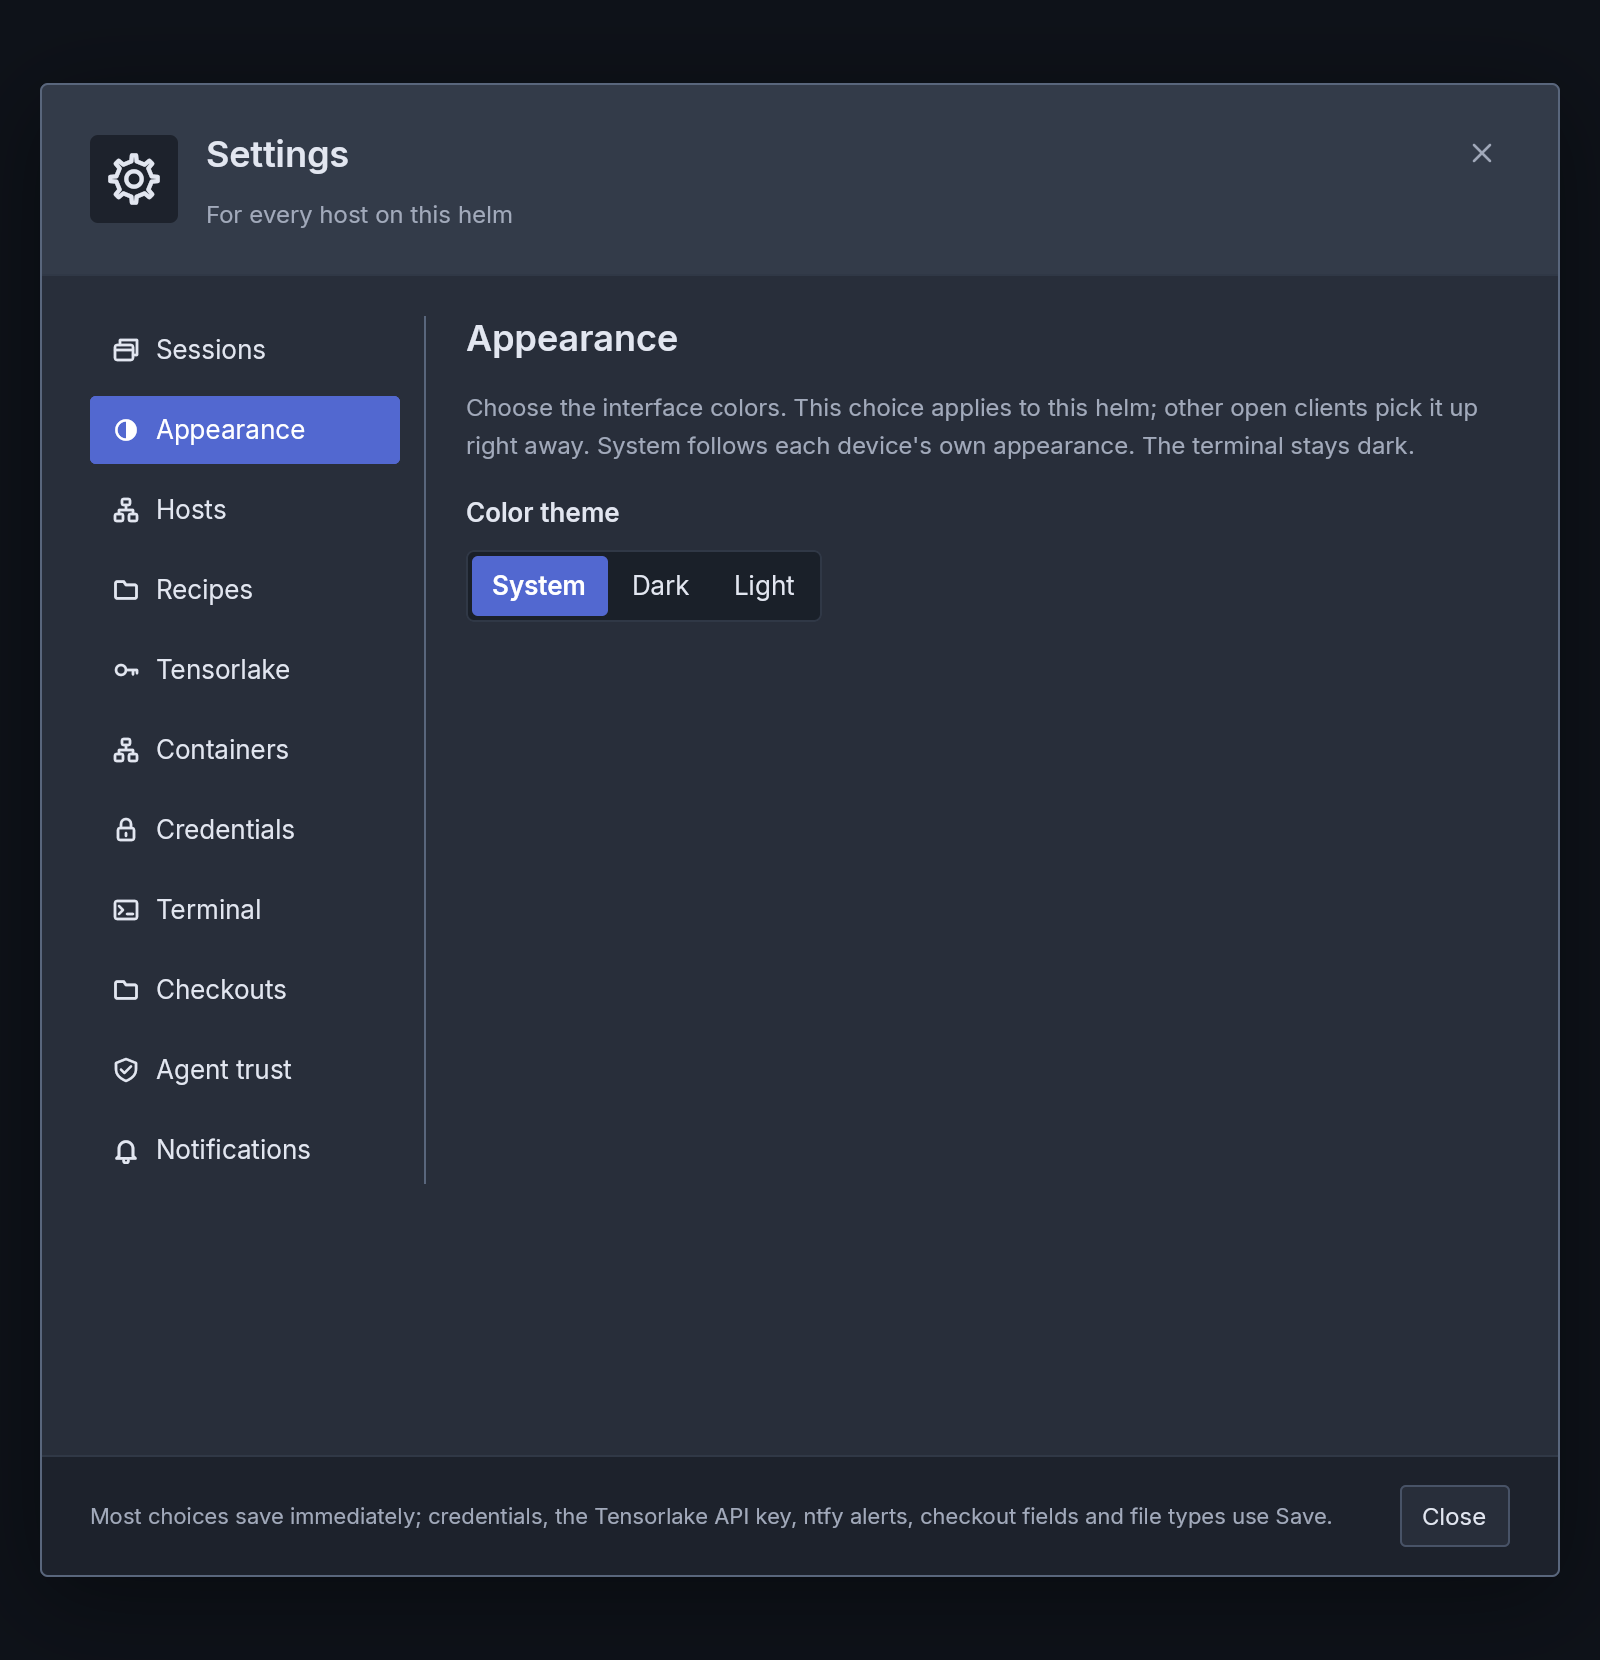 Settings
For every host on this helm
Sessions
Appearance
Hosts
Recipes
Tensorlake
Containers
Credentials
Terminal
Checkouts
Agent trust
Notifications
Appearance
Choose the interface colors. This choice applies to this helm; other open clients pick it up
right away. System follows each device's own appearance. The terminal stays dark.
Color theme
System Dark Light
Most choices save immediately; credentials, the Tensorlake API key, ntfy alerts, checkout fields and file types use Save.
Close